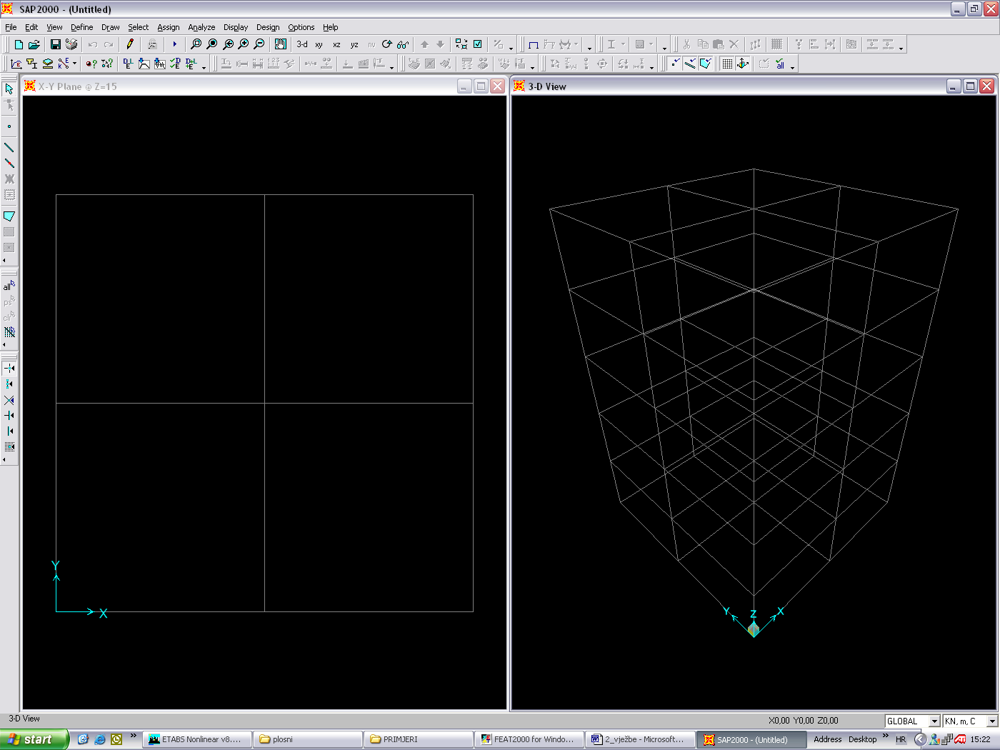 SAP2000 - (Untitled)
File Edit View Define Draw Select Assign Analyze Display Design Options Help
3-d xy xz yz nv
all
X-Y Plane @ Z=15
3-D View
all
ps
clr
Y
X
Y
Z
X
3-D View
X0,00 Y0,00 Z0,00
GLOBAL
KN, m, C
start
ETABS Nonlinear v8....
plosni
PRIMJERI
FEAT2000 for Windo...
2_vježbe - Microsoft...
SAP2000 - (Untitled)
Address
Desktop
HR
15:22